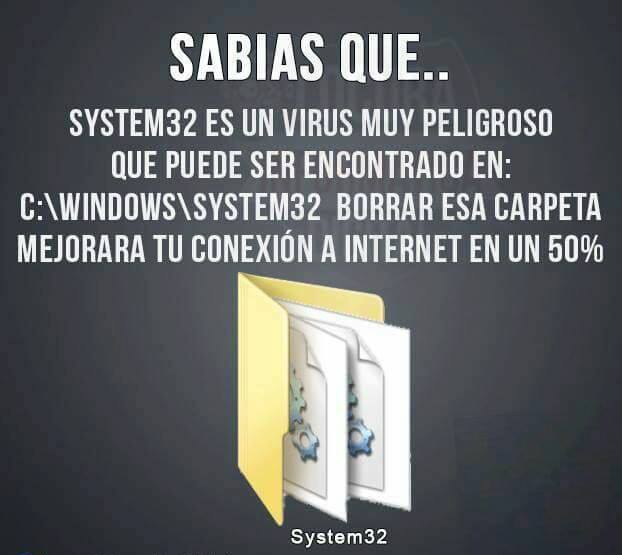 SABIAS QUE..
SYSTEM32 ES UN VIRUS MUY PELIGROSO
QUE PUEDE SER ENCONTRADO EN:
C:\WINDOWS\SYSTEM32 BORRAR ESA CARPETA
MEJORARA TU CONEXIÓN A INTERNET EN UN 50%
System32